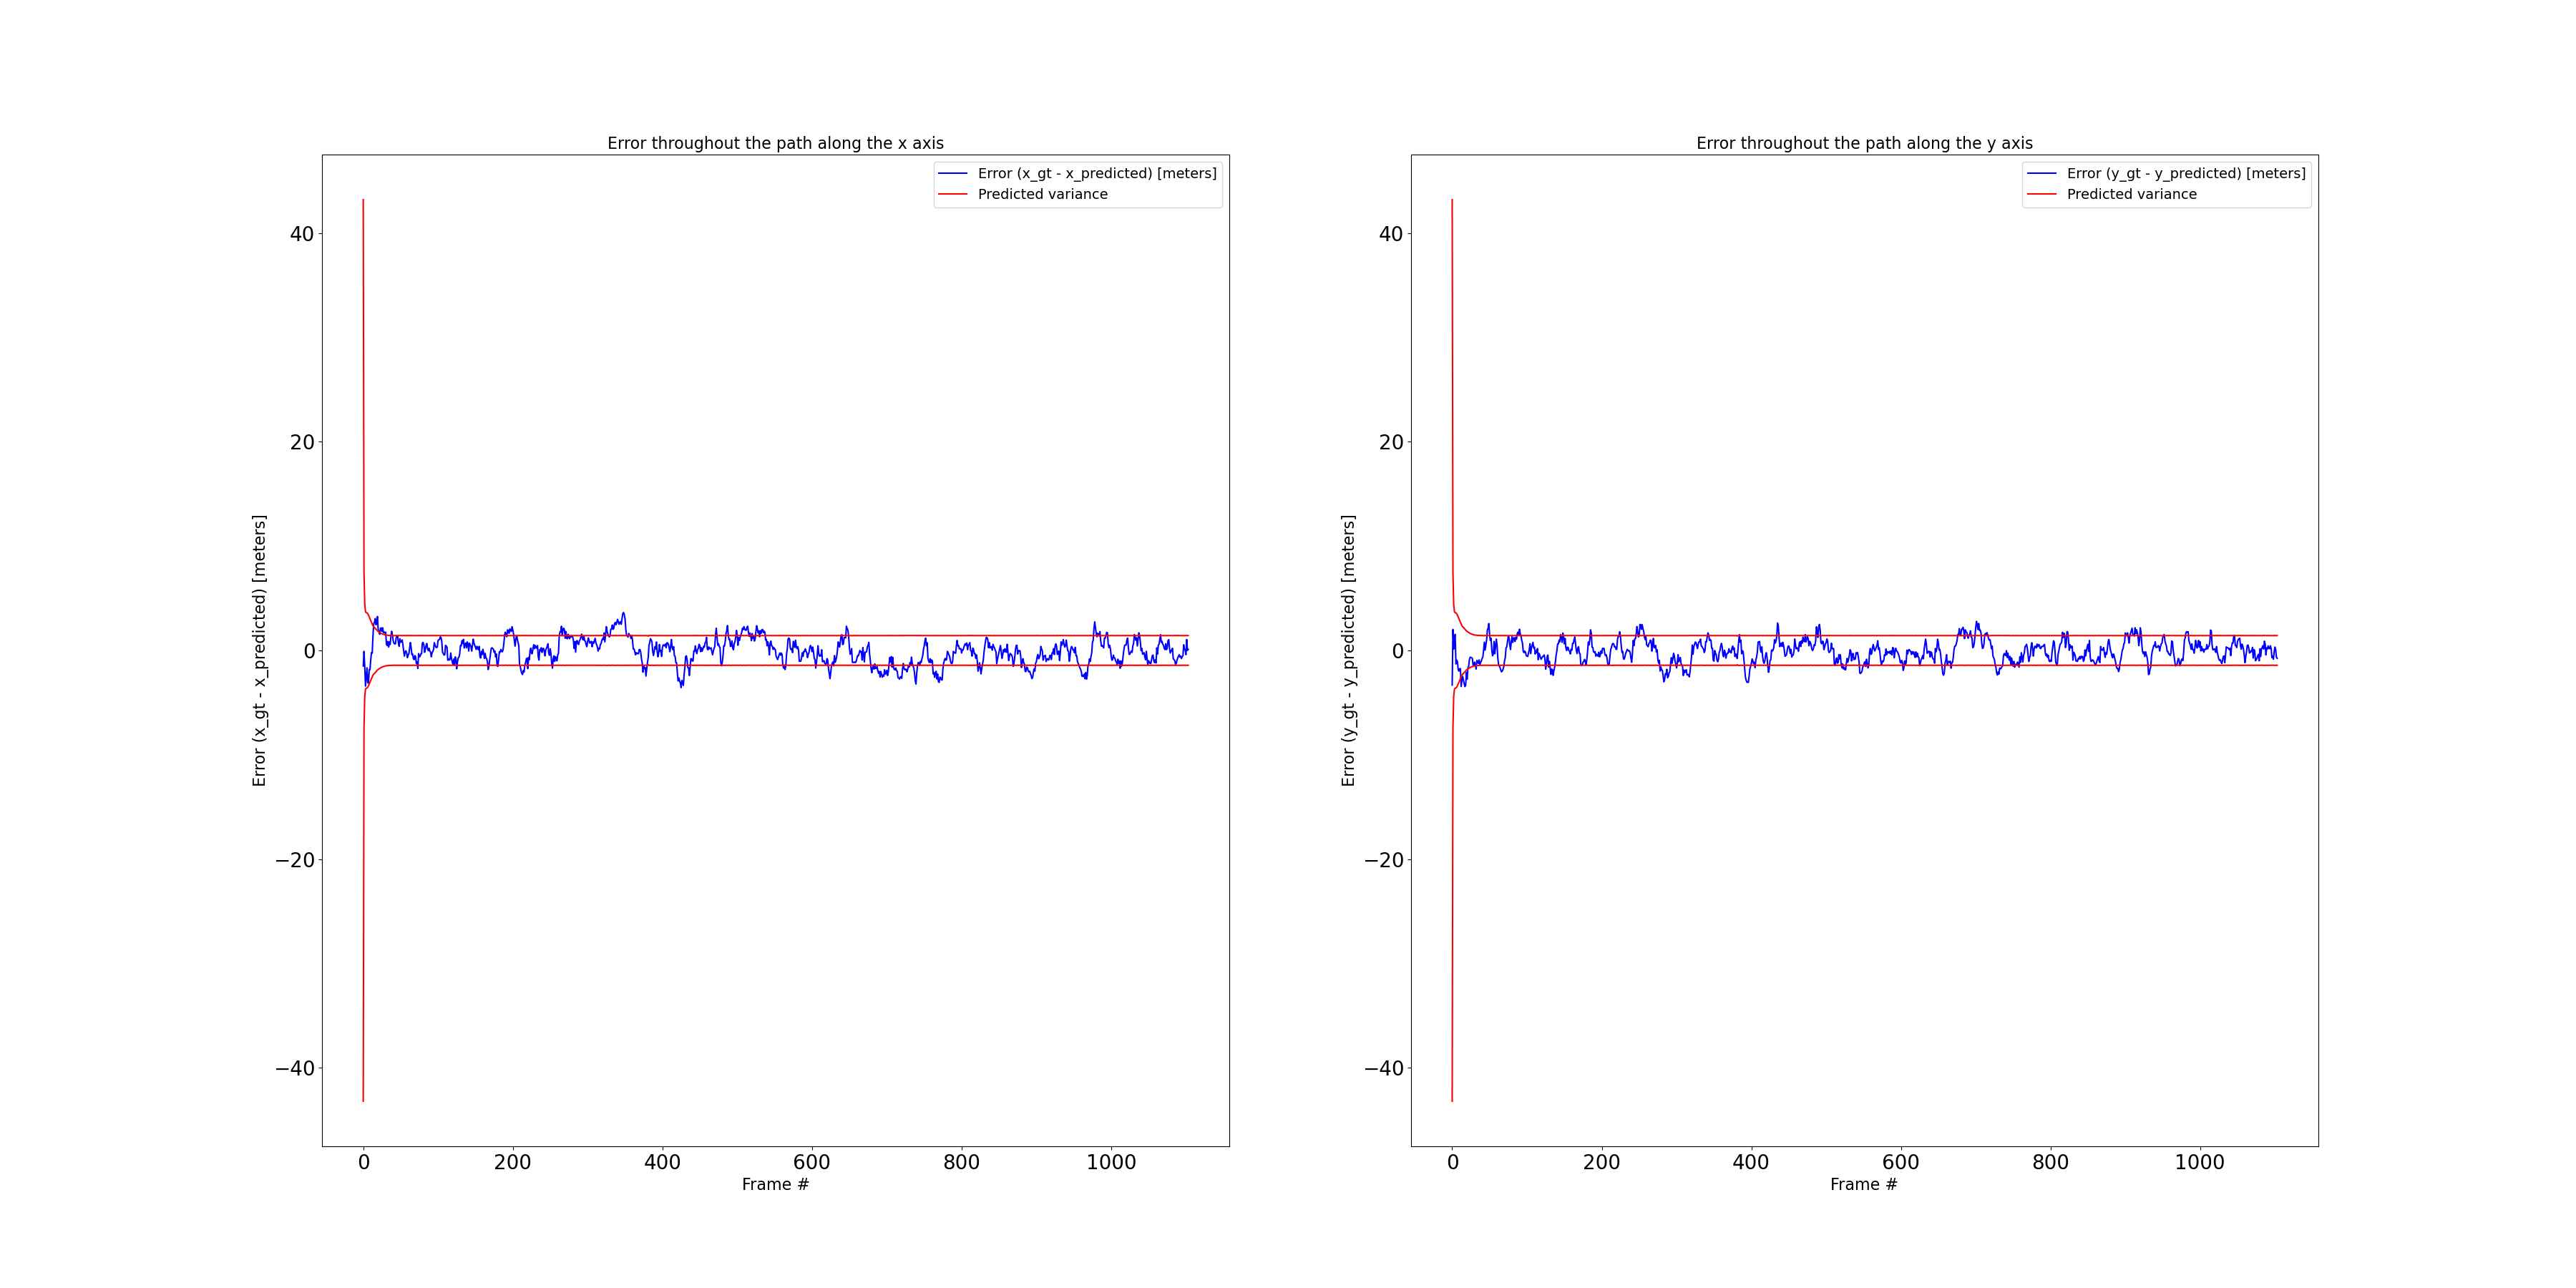 Error throughout the path along the x axis
Error (x_gt - x_predicted) [meters]
Predicted variance
40
20
0
−20
−40
Error (x_gt - x_predicted) [meters]
0 200 400 600 800 1000
Frame #
Error throughout the path along the y axis
Error (y_gt - y_predicted) [meters]
Predicted variance
40
20
0
−20
−40
Error (y_gt - y_predicted) [meters]
0 200 400 600 800 1000
Frame #